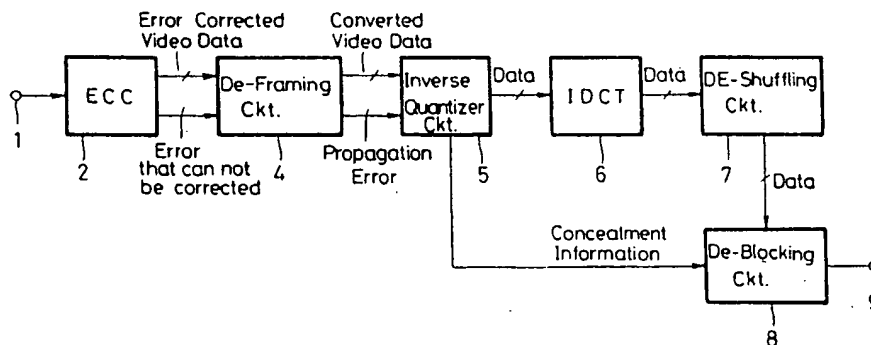 Error Corrected
Video Data
Converted
Video Data
ECC
De-Framing
Ckt.
Inverse
Quantizer
Ckt.
Data
IDCT
Data
DE-Shuffling
Ckt.
1
2
Error
that can not
be corrected
4
Propagation
Error
5
6
7
Data
Concealment
Information
De-Blocking
Ckt.
8
9